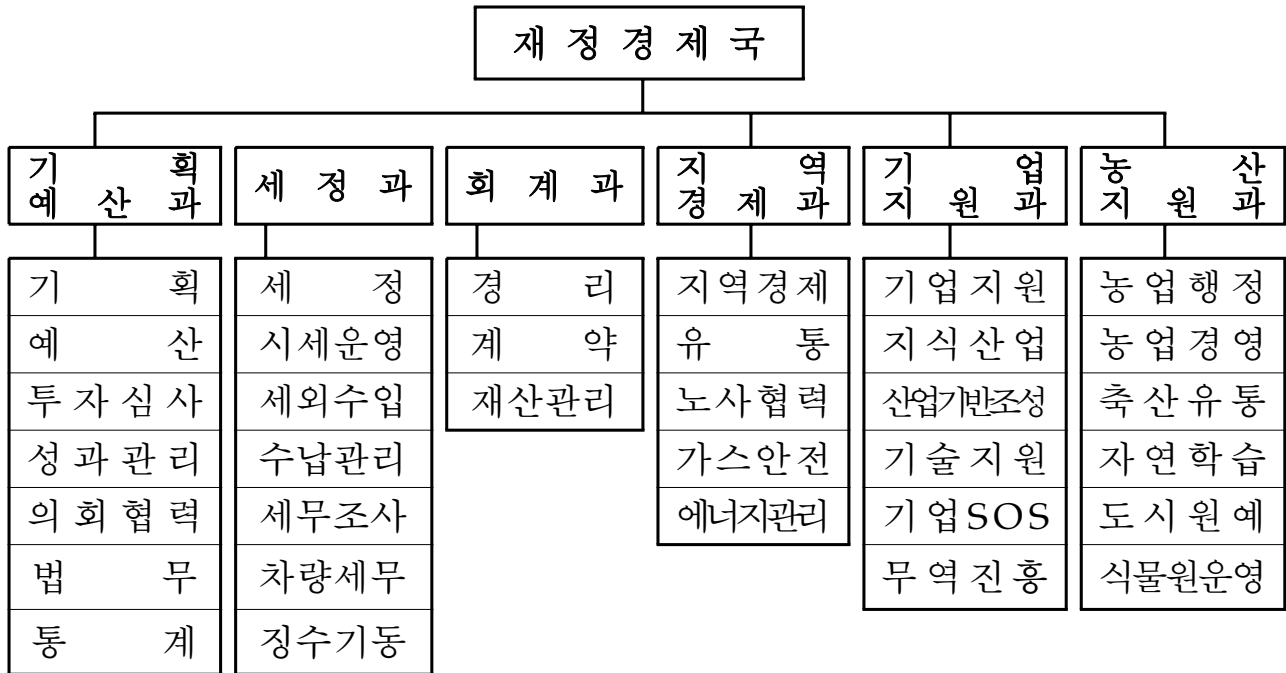 재정경제국
기획예산과
세정과
회계과
지역경제과
기업지원과
농산지원과
기획
예산
투자심사
성과관리
의회협력
법무
통계
세정
시세운영
세외수입
수납관리
세무조사
차량세무
징수기동
경리
계약
재산관리
지역경제
유통
노사협력
가스안전
에너지관리
기업지원
지식산업
산업기반조성
기술지원
기업SOS
무역진흥
농업행정
농업경영
축산유통
자연학습
도시원예
식물원운영